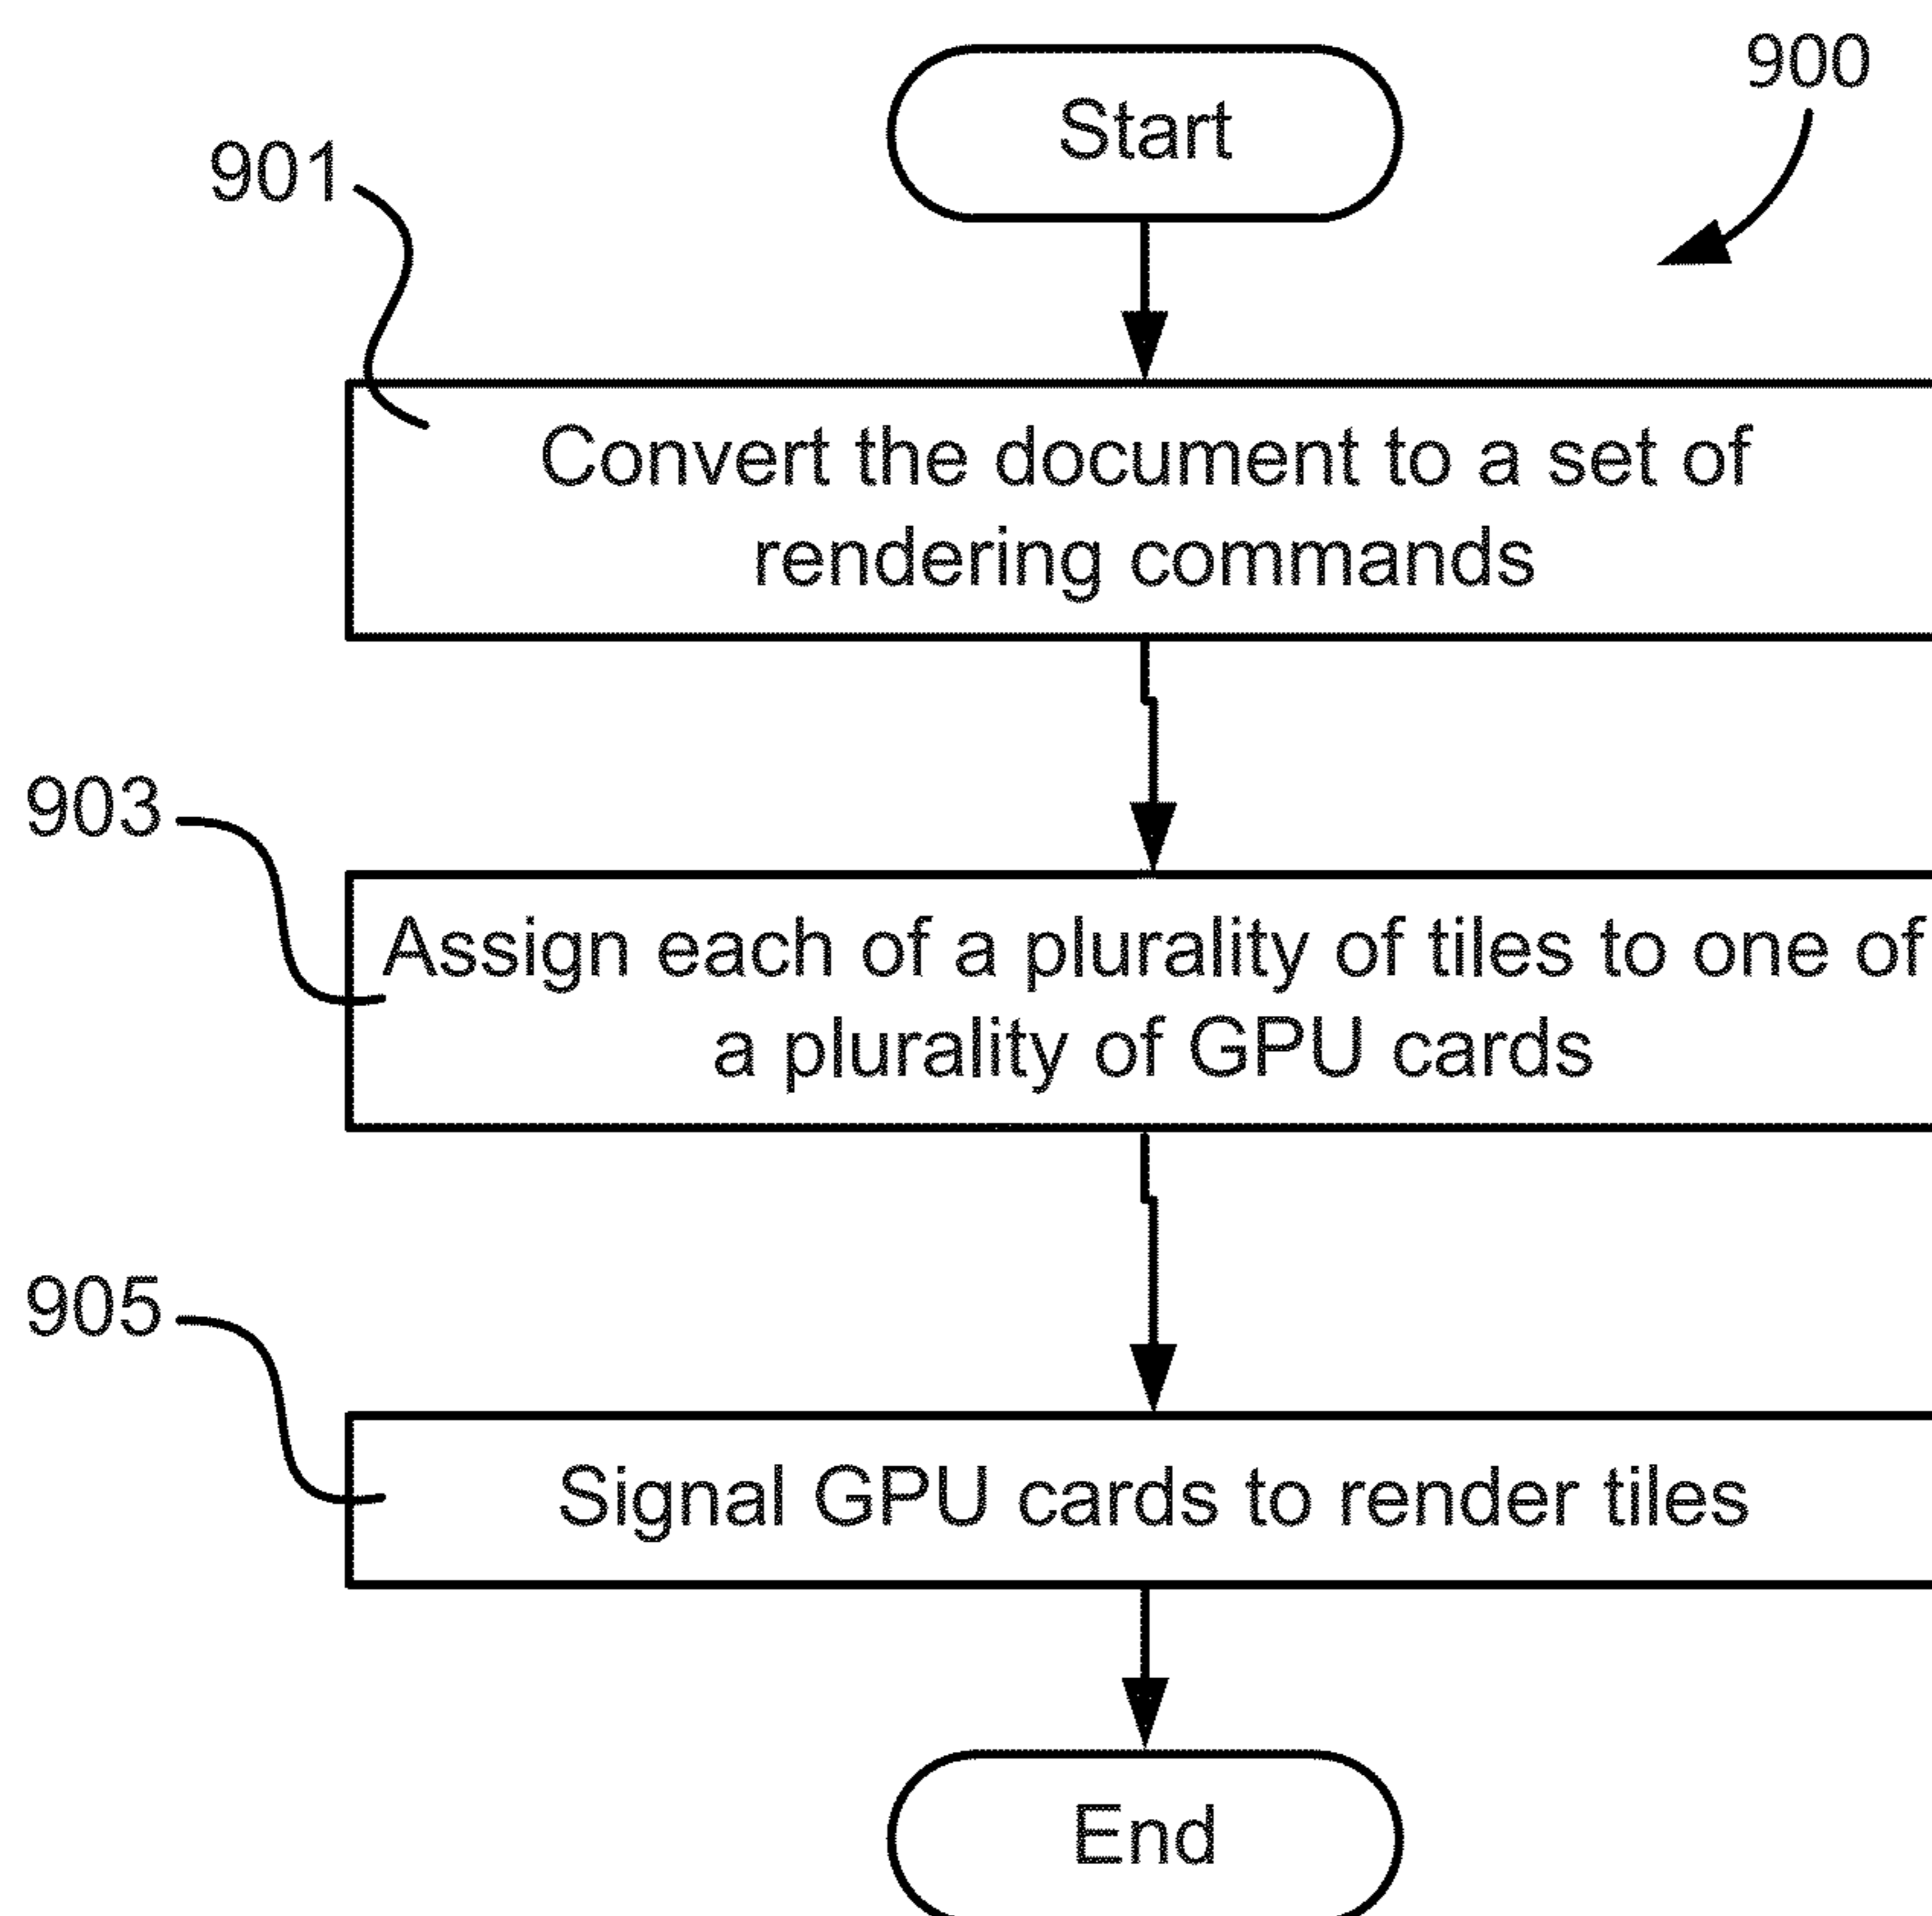 900
Start
901
Convert the document to a set of
rendering commands
903
Assign each of a plurality of tiles to one of
a plurality of GPU cards
905
Signal GPU cards to render tiles
End